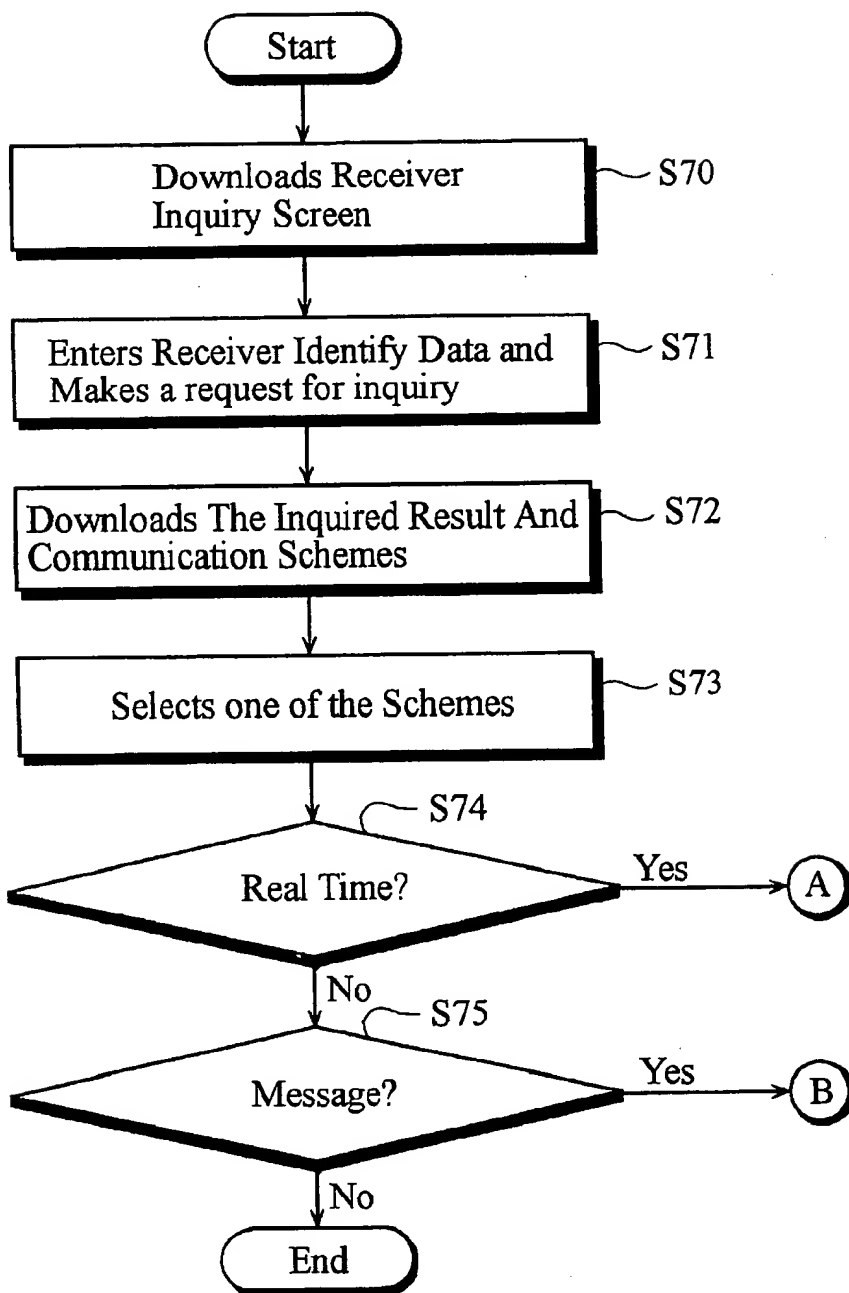 Start
Downloads Receiver
Inquiry Screen
S70
Enters Receiver Identify Data and
Makes a request for inquiry
S71
Downloads The Inquired Result And
Communication Schemes
S72
Selects one of the Schemes
S73
S74
Real Time?
Yes
A
No
S75
Message?
Yes
B
No
End